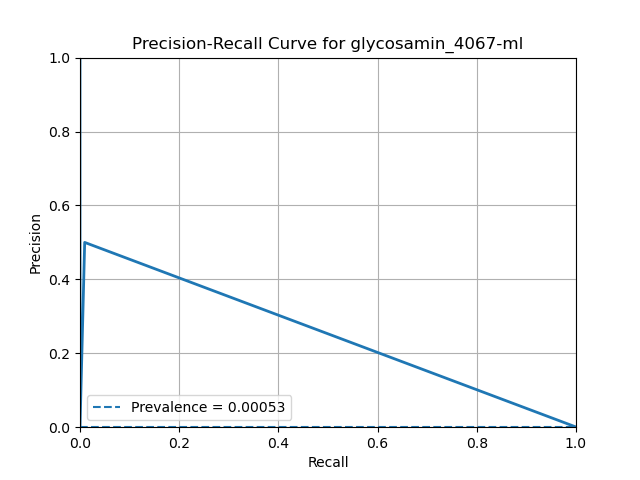 Precision-Recall Curve for glycosamin_4067-ml
1.0
0.8
0.6
0.4
0.2
0.0
Precision
Prevalence = 0.00053
0.0 0.2 0.4 0.6 0.8 1.0
Recall